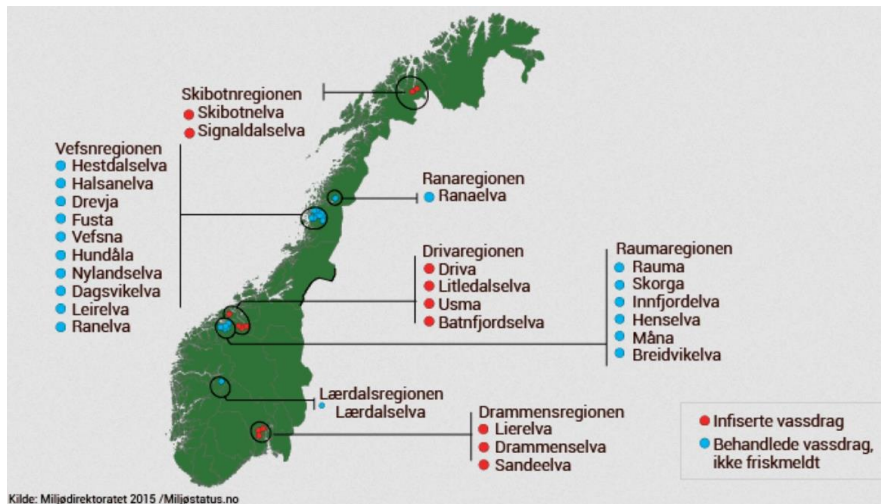 Skibotnregionen
Skibotnelva
Signaldalselva
Vefsnregionen
Hestdalselva
Halsanelva
Drevja
Fusta
Vefsna
Hundåla
Nylandselva
Dagsvikelva
Leirelva
Ranelva
Ranaregionen
Ranaelva
Drivaregionen
Driva
Litledalselva
Usma
Batnfjordselva
Raumaregionen
Rauma
Skorga
Innfjordelva
Henselva
Måna
Breidvikelva
Lærdalsregionen
Lærdalselva
Drammensregionen
Lierelva
Drammenselva
Sandeelva
Infiserte vassdrag
Behandlede vassdrag,
ikke friskmeldt
Kilde: Miljødirektoratet 2015 /Miljøstatus.no